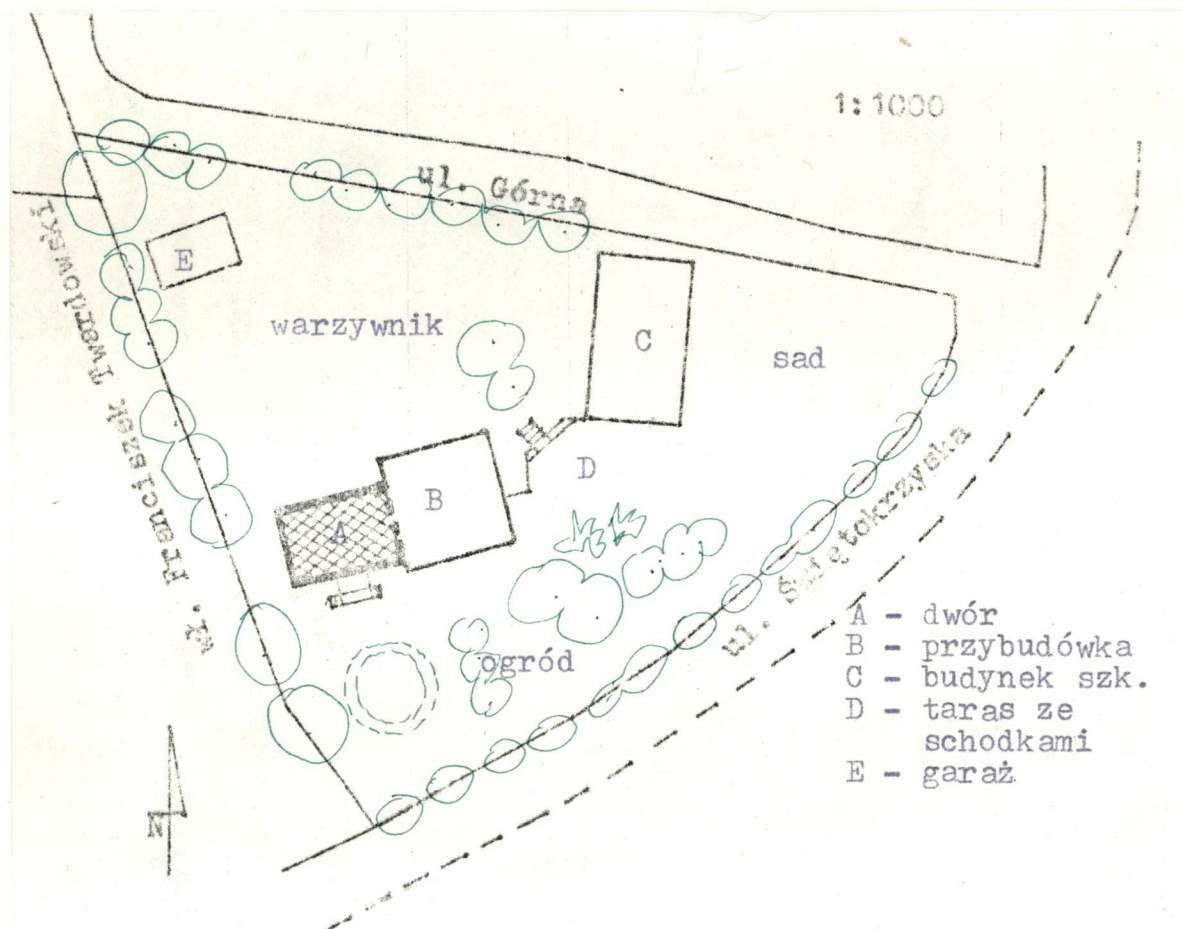 1:1000
ul. Górna
wł. Franciszek Twardowski
E
warzywnik
C
sad
D
B
A
ul. Świętokrzyska
ogród
N
A - dwór
B - przybudówka
C - budynek szk.
D - taras ze
schodkami
E - garaż